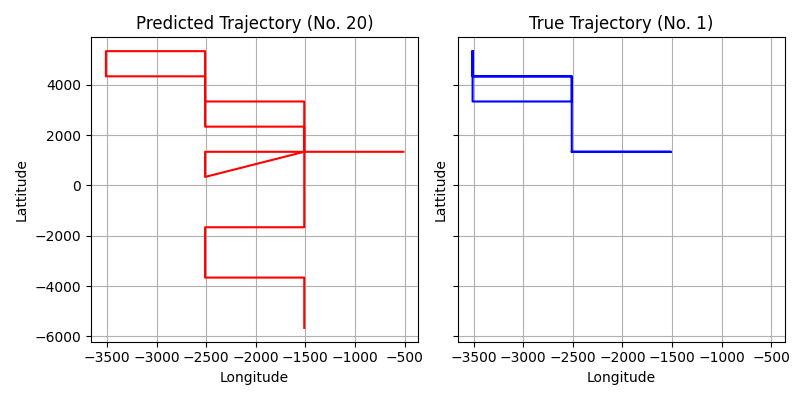 Predicted Trajectory (No. 20)
True Trajectory (No. 1)
Lattitude
4000
2000
0
−2000
−4000
−6000
−3500 −3000 −2500 −2000 −1500 −1000 −500
Longitude
Lattitude
−3500 −3000 −2500 −2000 −1500 −1000 −500
Longitude